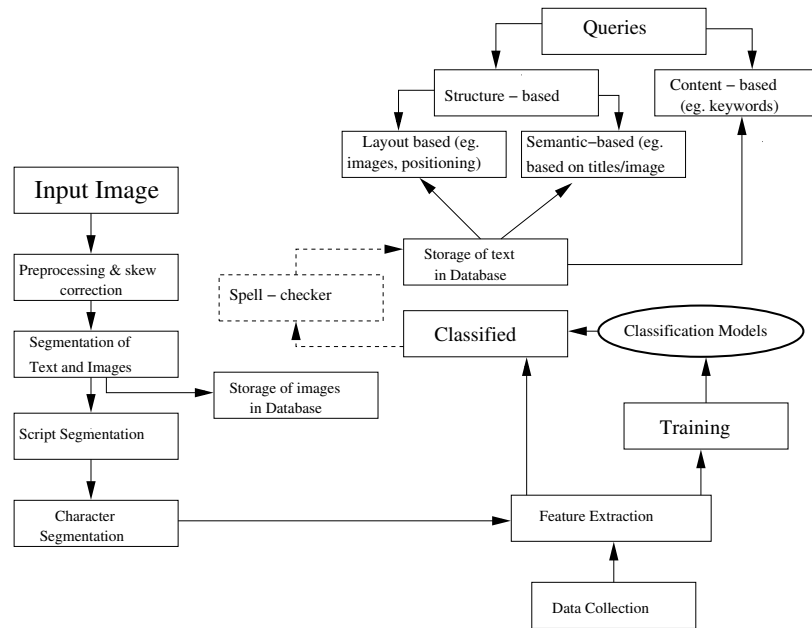 Queries
Structure − based
Content − based
(eg. keywords)
Layout based (eg.
images, positioning)
Semantic−based (eg.
based on titles/image
Input Image
Preprocessing & skew
correction
Storage of text
in Database
Spell − checker
Segmentation of
Text and Images
Classified
Classification Models
Storage of images
in Database
Script Segmentation
Training
Character
Segmentation
Feature Extraction
Data Collection